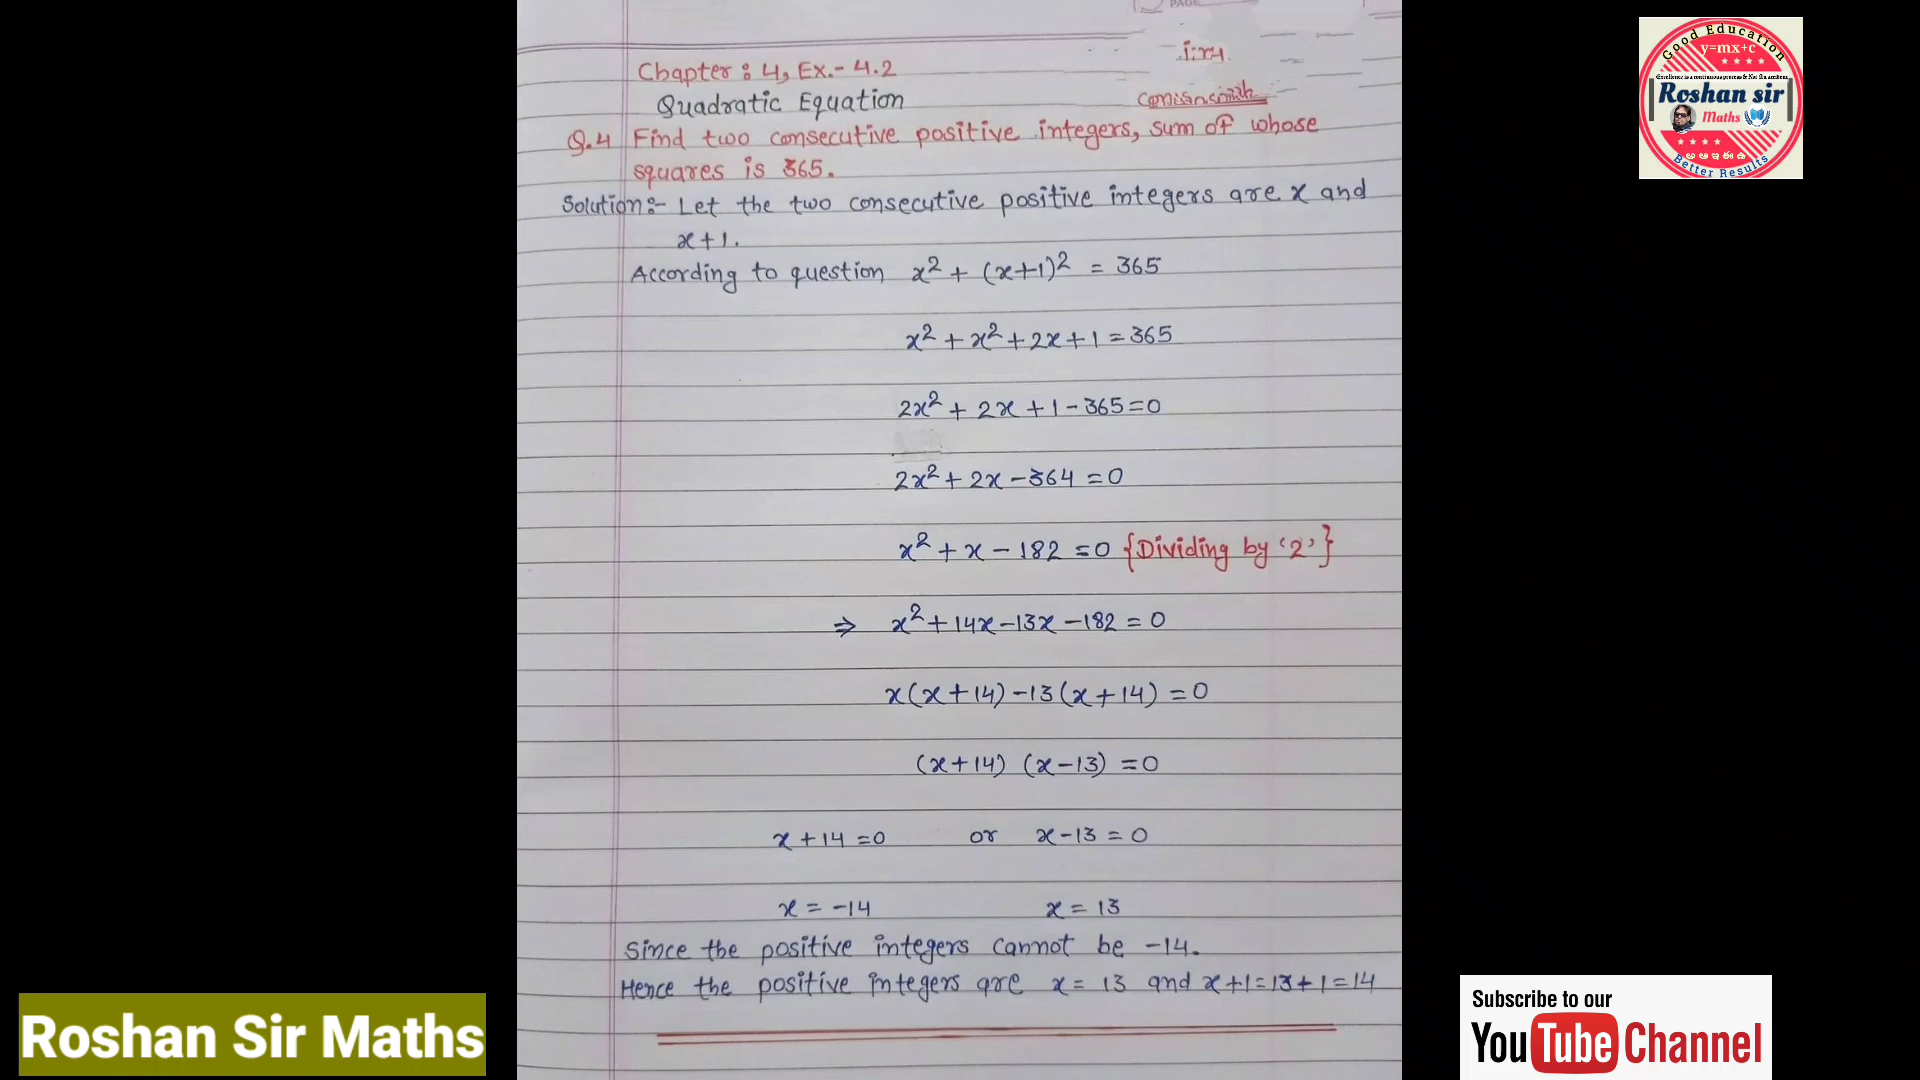 Chapter : 4, Ex.- 4.2
Quadratic Equation
Q.4 Find two consecutive positive integers, sum of whose
squares is 365.
Solution:- Let the two consecutive positive integers are x and
x+1.
According to question x² + (x+1)² = 365
x² + x² + 2x + 1 = 365
2x² + 2x + 1 - 365 = 0
2x² + 2x - 364 = 0
x² + x - 182 = 0 {Dividing by '2'}
⇒ x² + 14x - 13x - 182 = 0
x(x+14) - 13(x+14) = 0
(x+14) (x-13) = 0
x + 14 = 0 or x - 13 = 0
x = -14 x = 13
Since the positive integers cannot be -14.
Hence the positive integers are x = 13 and x+1 = 13+1 = 14
Good Education
y=mx+c
Roshan sir
Maths
Better Results
Roshan Sir Maths
Subscribe to our
YouTube Channel